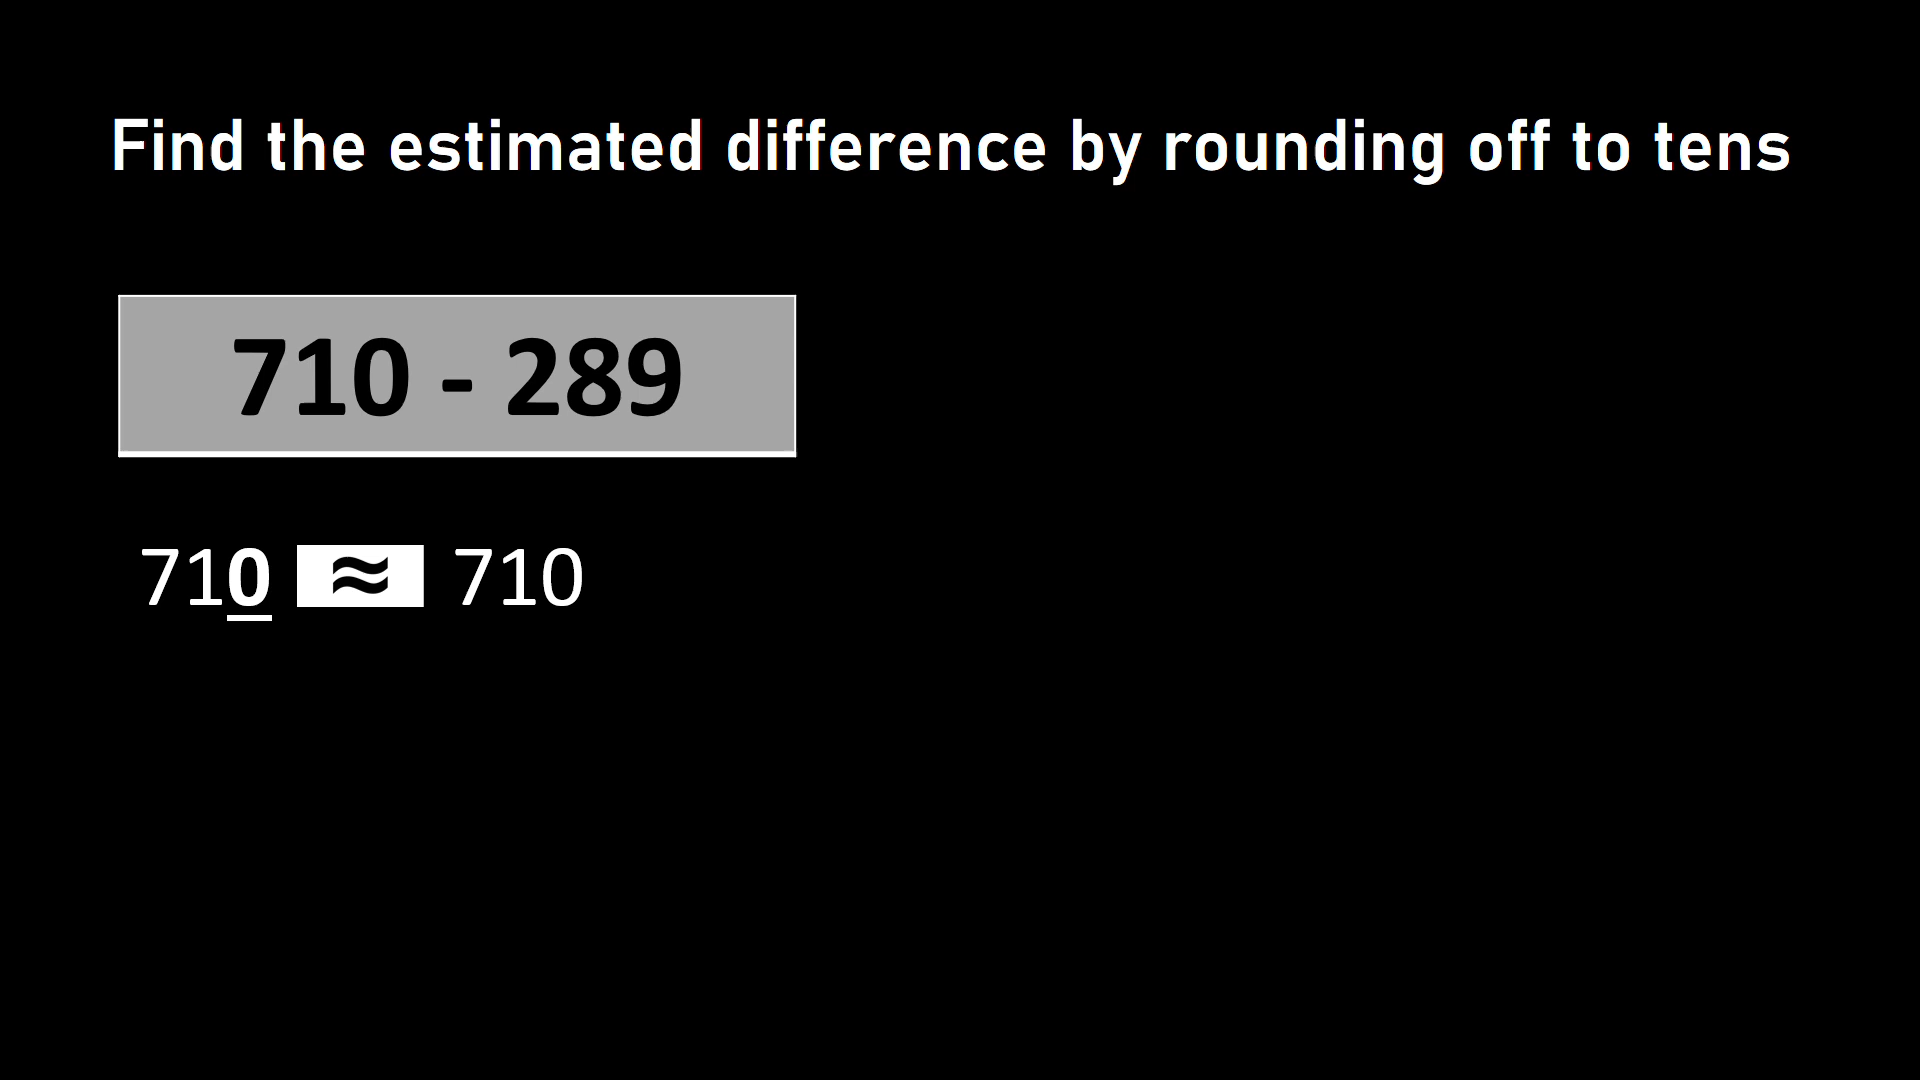 Find the estimated difference by rounding off to tens
710 - 289
710 ≈ 710